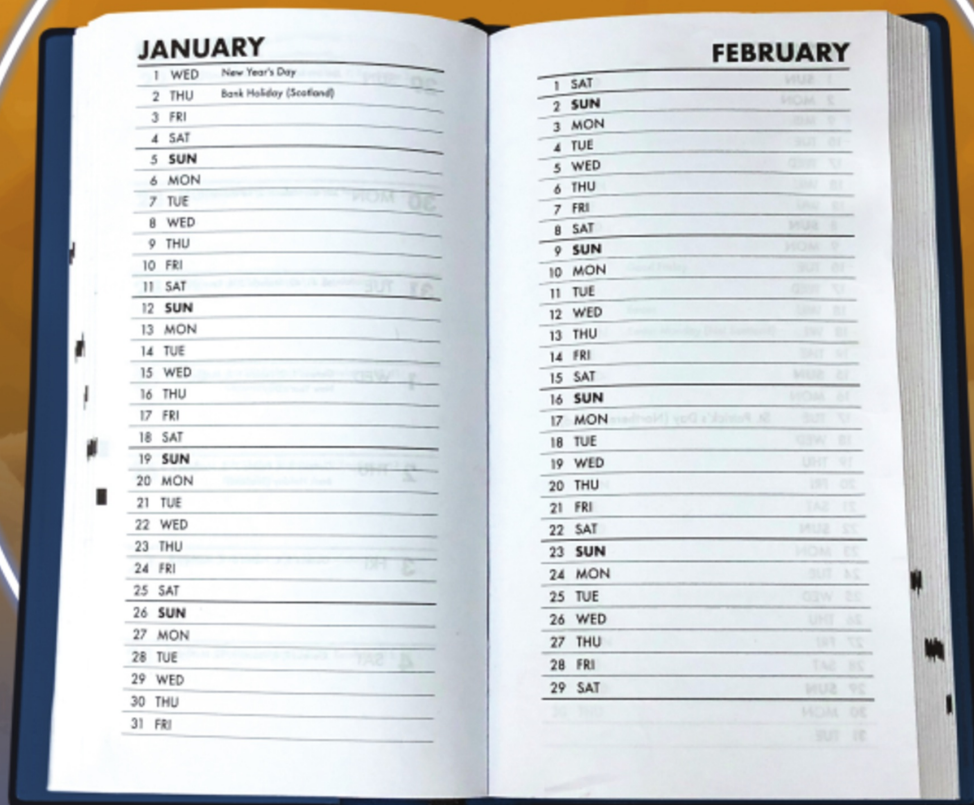 JANUARY
1 WED New Year's Day
2 THU Bank Holiday (Scotland)
3 FRI
4 SAT
5 SUN
6 MON
7 TUE
8 WED
9 THU
10 FRI
11 SAT
12 SUN
13 MON
14 TUE
15 WED
16 THU
17 FRI
18 SAT
19 SUN
20 MON
21 TUE
22 WED
23 THU
24 FRI
25 SAT
26 SUN
27 MON
28 TUE
29 WED
30 THU
31 FRI
FEBRUARY
1 SAT
2 SUN
3 MON
4 TUE
5 WED
6 THU
7 FRI
8 SAT
9 SUN
10 MON
11 TUE
12 WED
13 THU
14 FRI
15 SAT
16 SUN
17 MON
18 TUE
19 WED
20 THU
21 FRI
22 SAT
23 SUN
24 MON
25 TUE
26 WED
27 THU
28 FRI
29 SAT